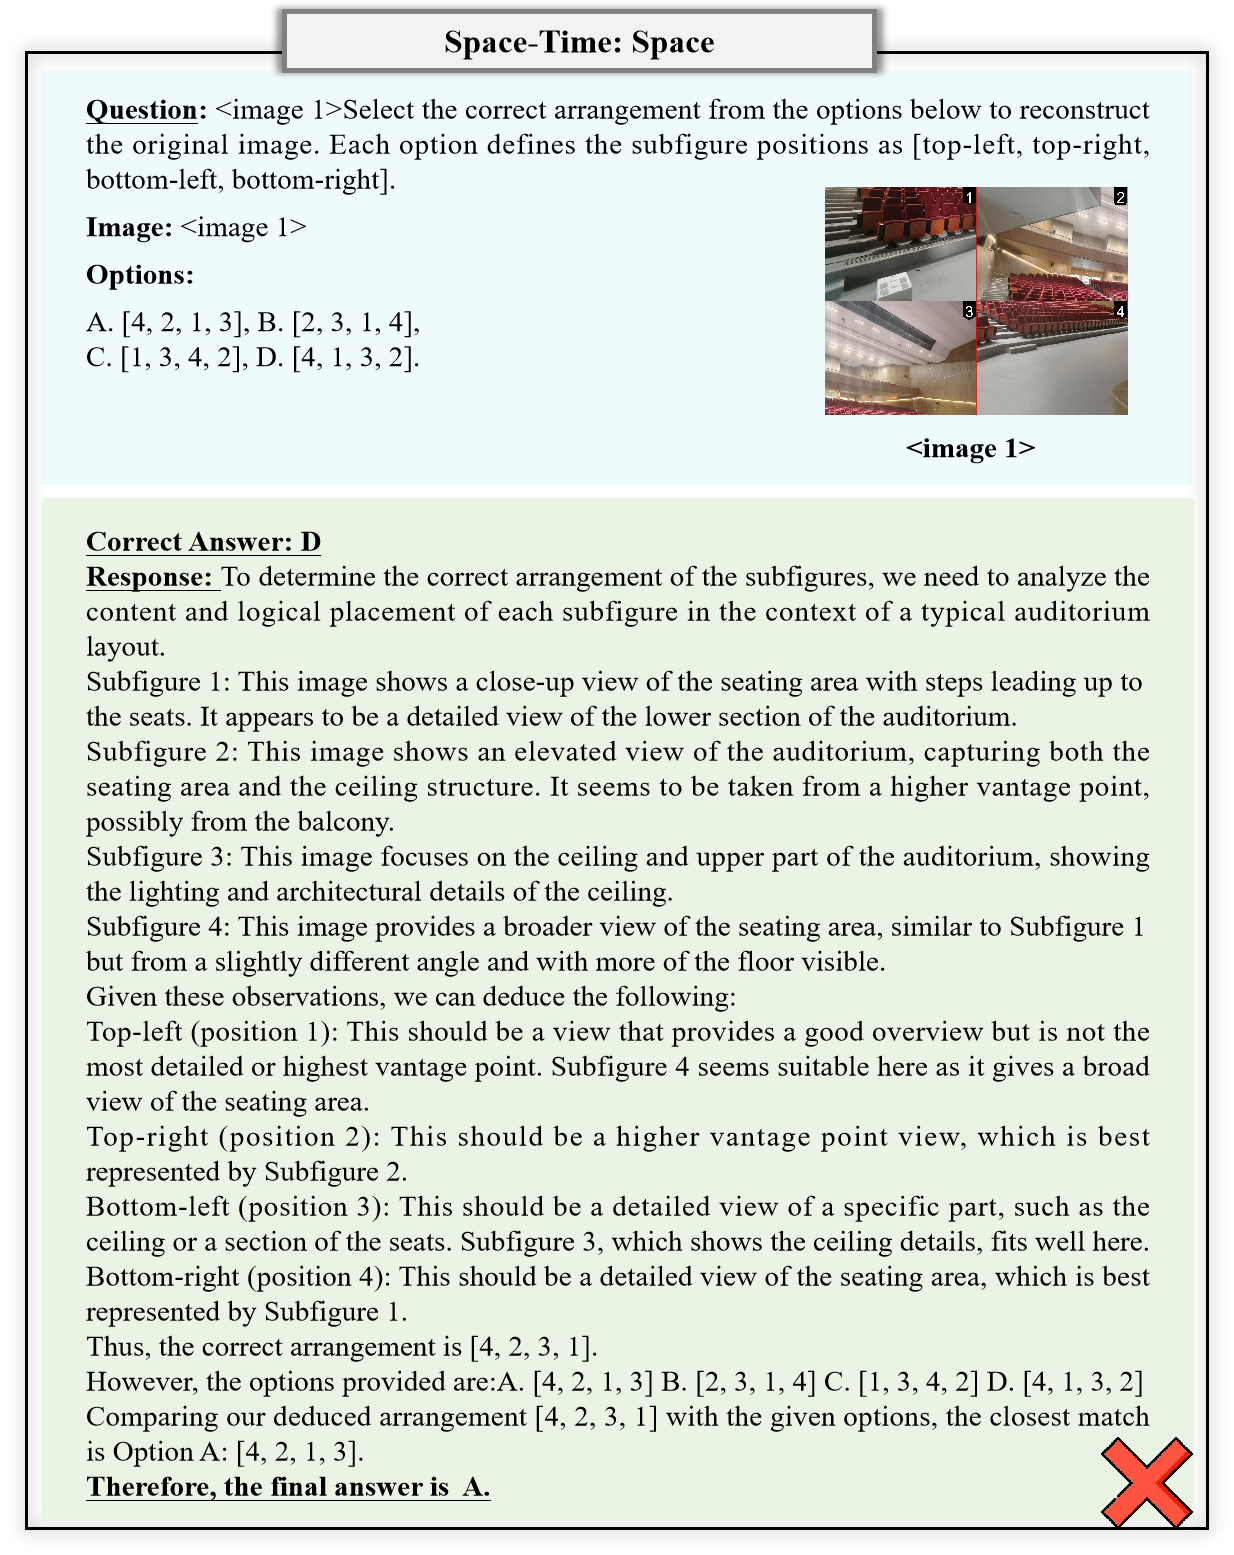 Space-Time: Space
Question: <image 1>Select the correct arrangement from the options below to reconstruct
the original image. Each option defines the subfigure positions as [top-left, top-right,
bottom-left, bottom-right].
Image: <image 1>
Options:
A. [4, 2, 1, 3], B. [2, 3, 1, 4],
C. [1, 3, 4, 2], D. [4, 1, 3, 2].
1
2
3
4
<image 1>
Correct Answer: D
Response: To determine the correct arrangement of the subfigures, we need to analyze the
content and logical placement of each subfigure in the context of a typical auditorium
layout.
Subfigure 1: This image shows a close-up view of the seating area with steps leading up to
the seats. It appears to be a detailed view of the lower section of the auditorium.
Subfigure 2: This image shows an elevated view of the auditorium, capturing both the
seating area and the ceiling structure. It seems to be taken from a higher vantage point,
possibly from the balcony.
Subfigure 3: This image focuses on the ceiling and upper part of the auditorium, showing
the lighting and architectural details of the ceiling.
Subfigure 4: This image provides a broader view of the seating area, similar to Subfigure 1
but from a slightly different angle and with more of the floor visible.
Given these observations, we can deduce the following:
Top-left (position 1): This should be a view that provides a good overview but is not the
most detailed or highest vantage point. Subfigure 4 seems suitable here as it gives a broad
view of the seating area.
Top-right (position 2): This should be a higher vantage point view, which is best
represented by Subfigure 2.
Bottom-left (position 3): This should be a detailed view of a specific part, such as the
ceiling or a section of the seats. Subfigure 3, which shows the ceiling details, fits well here.
Bottom-right (position 4): This should be a detailed view of the seating area, which is best
represented by Subfigure 1.
Thus, the correct arrangement is [4, 2, 3, 1].
However, the options provided are:A. [4, 2, 1, 3] B. [2, 3, 1, 4] C. [1, 3, 4, 2] D. [4, 1, 3, 2]
Comparing our deduced arrangement [4, 2, 3, 1] with the given options, the closest match
is Option A: [4, 2, 1, 3].
Therefore, the final answer is A.